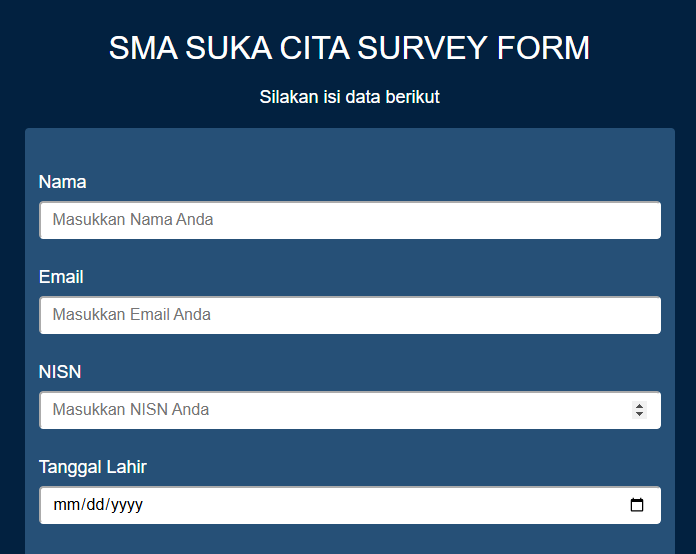 SMA SUKA CITA SURVEY FORM
Silakan isi data berikut
Nama
Masukkan Nama Anda
Email
Masukkan Email Anda
NISN
Masukkan NISN Anda
Tanggal Lahir
mm/dd/yyyy